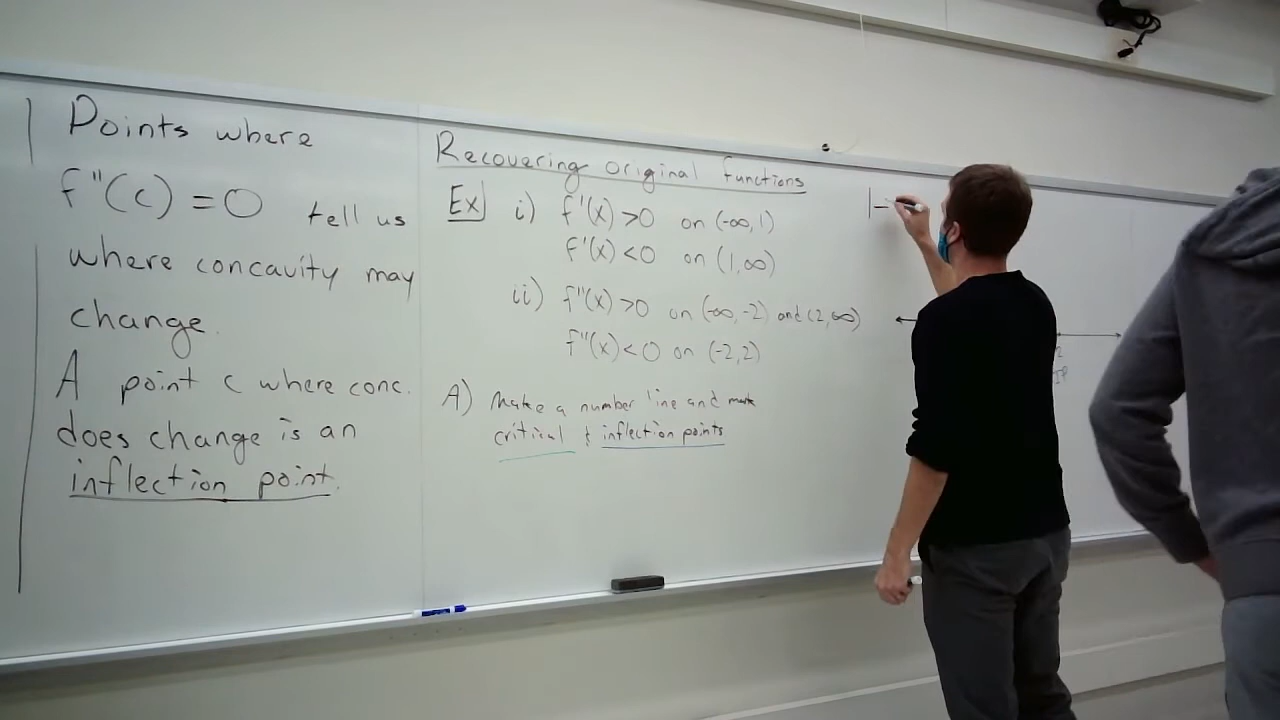 Points where
f"(c) = 0 tell us
where concavity may
change.
A point c where conc.
does change is an
inflection point.
Recovering original functions
Ex i) f'(x) >0 on (-∞, 1)
f'(x) <0 on (1, ∞)
ii) f"(x) >0 on (-∞, -2) and (2, ∞)
f"(x) <0 on (-2, 2)
A) Make a number line and mark
critical & inflection points
2
IP